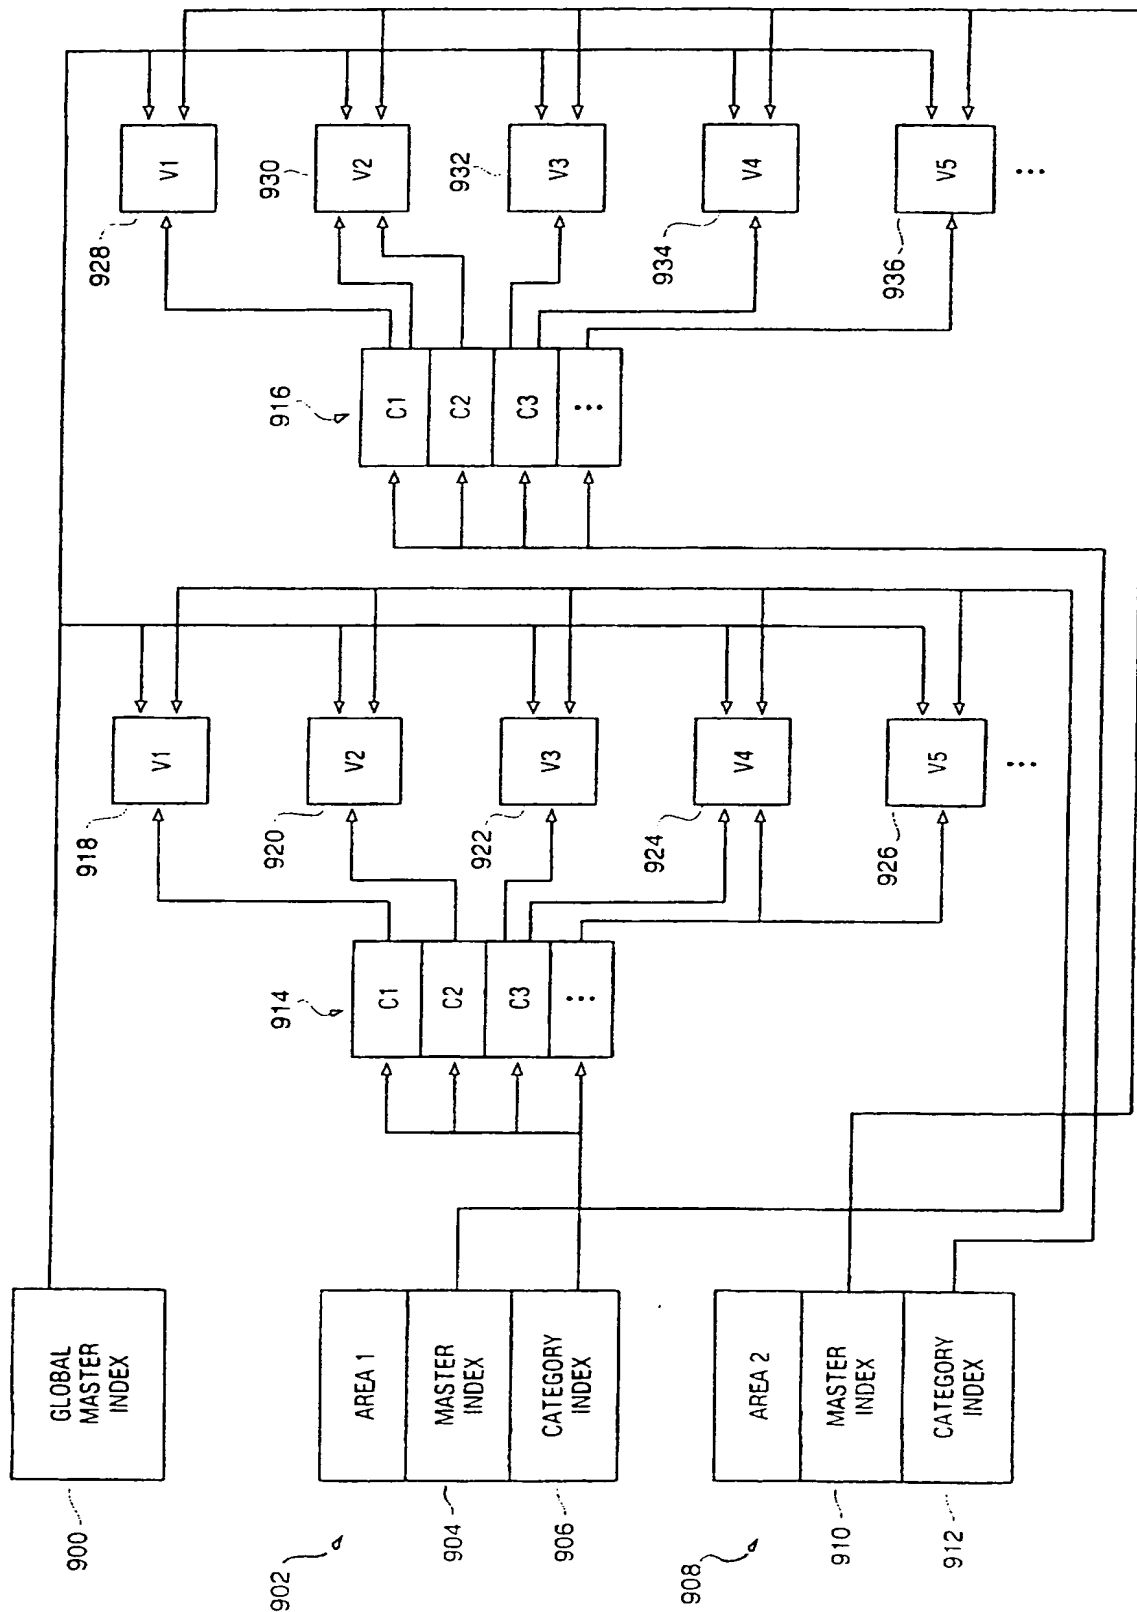 900
GLOBAL
MASTER
INDEX
902
AREA 1
904
MASTER
INDEX
906
CATEGORY
INDEX
908
AREA 2
910
MASTER
INDEX
912
CATEGORY
INDEX
914
C1
C2
C3
...
918
V1
920
V2
922
V3
924
V4
926
V5
...
916
C1
C2
C3
...
928
V1
930
V2
932
V3
934
V4
936
V5
...